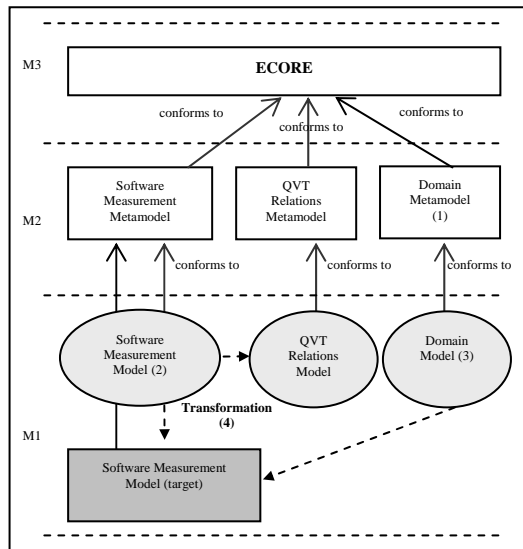 M3
ECORE
conforms to
conforms to
conforms to
M2
Software
Measurement
Metamodel
QVT
Relations
Metamodel
Domain
Metamodel
(1)
conforms to
conforms to
conforms to
M1
Software
Measurement
Model (2)
QVT
Relations
Model
Domain
Model (3)
Transformation
(4)
Software Measurement
Model (target)